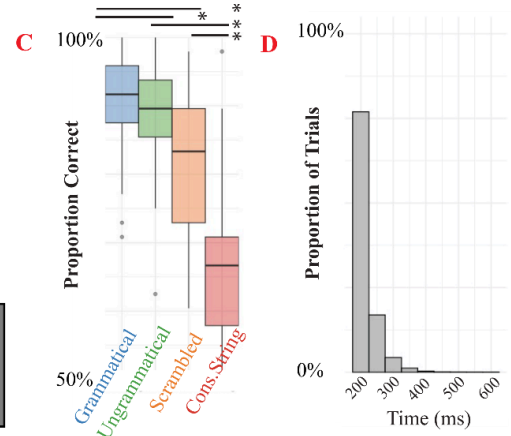 C
100%
50%
Proportion Correct
Grammatical
Ungrammatical
Scrambled
Cons.String
*
*
*
*
D
100%
0%
Proportion of Trials
200
300
400
500
600
Time (ms)